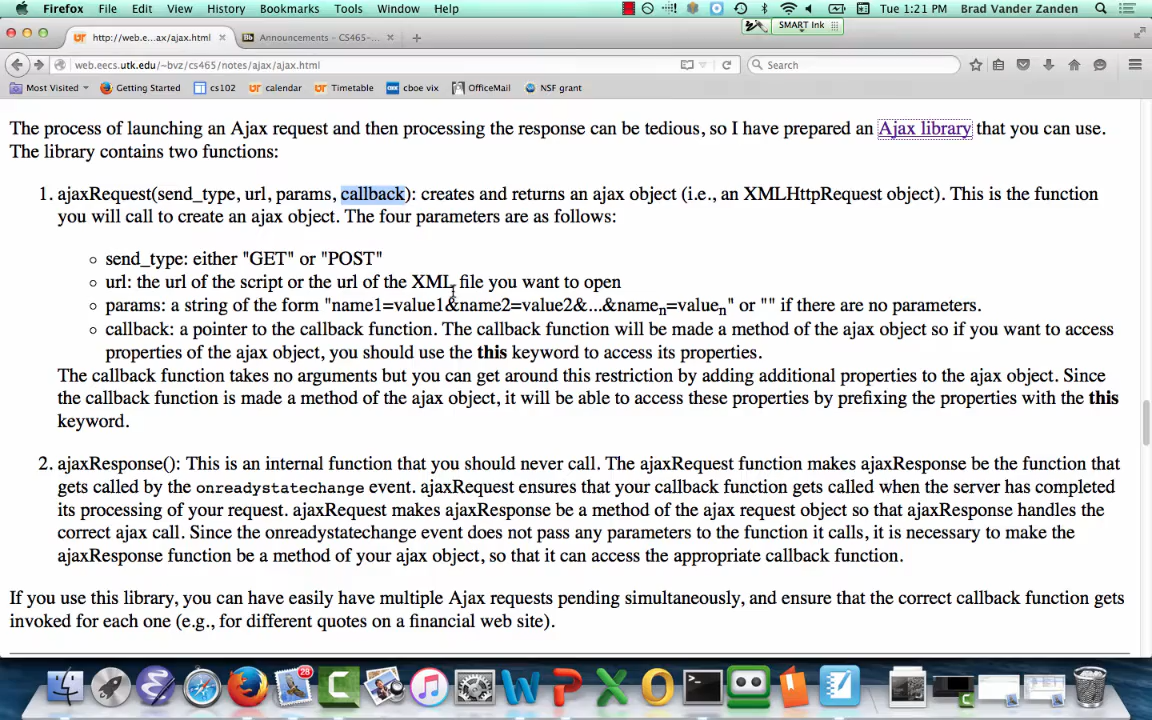 Firefox File Edit View History Bookmarks Tools Window Help Tue 1:21 PM Brad Vander Zanden
SMART Ink
http://web.e...ax/ajax.html Announcements – CS465-...
web.eecs.utk.edu/~bvz/cs465/notes/ajax/ajax.html Search
Most Visited Getting Started cs102 calendar Timetable cboe vix OfficeMail NSF grant
The process of launching an Ajax request and then processing the response can be tedious, so I have prepared an Ajax library that you can use.
The library contains two functions:
1. ajaxRequest(send_type, url, params, callback): creates and returns an ajax object (i.e., an XMLHttpRequest object). This is the function
you will call to create an ajax object. The four parameters are as follows:
send_type: either "GET" or "POST"
url: the url of the script or the url of the XML file you want to open
params: a string of the form "name1=value1&name2=value2&...&namen=valuen" or "" if there are no parameters.
callback: a pointer to the callback function. The callback function will be made a method of the ajax object so if you want to access
properties of the ajax object, you should use the this keyword to access its properties.
The callback function takes no arguments but you can get around this restriction by adding additional properties to the ajax object. Since
the callback function is made a method of the ajax object, it will be able to access these properties by prefixing the properties with the this
keyword.
2. ajaxResponse(): This is an internal function that you should never call. The ajaxRequest function makes ajaxResponse be the function that
gets called by the onreadystatechange event. ajaxRequest ensures that your callback function gets called when the server has completed
its processing of your request. ajaxRequest makes ajaxResponse be a method of the ajax request object so that ajaxResponse handles the
correct ajax call. Since the onreadystatechange event does not pass any parameters to the function it calls, it is necessary to make the
ajaxResponse function be a method of your ajax object, so that it can access the appropriate callback function.
If you use this library, you can have easily have multiple Ajax requests pending simultaneously, and ensure that the correct callback function gets
invoked for each one (e.g., for different quotes on a financial web site).
28